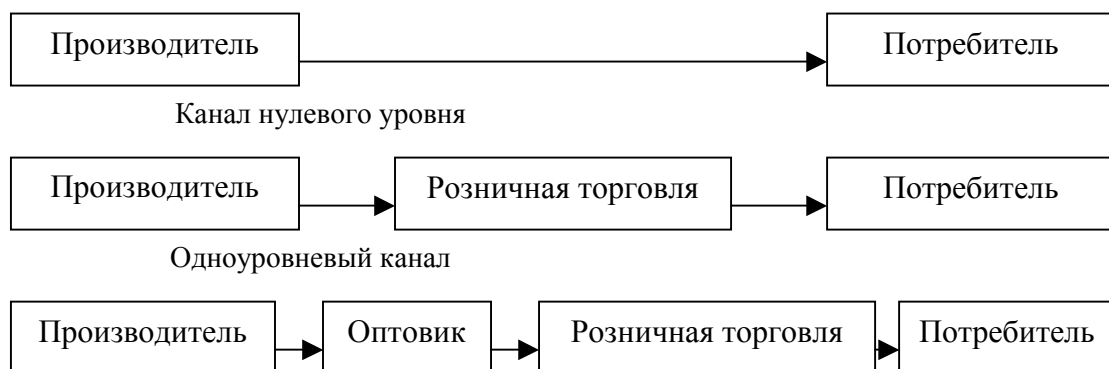 Производитель Потребитель
Канал нулевого уровня
Производитель Розничная торговля Потребитель
Одноуровневый канал
Производитель Оптовик Розничная торговля Потребитель